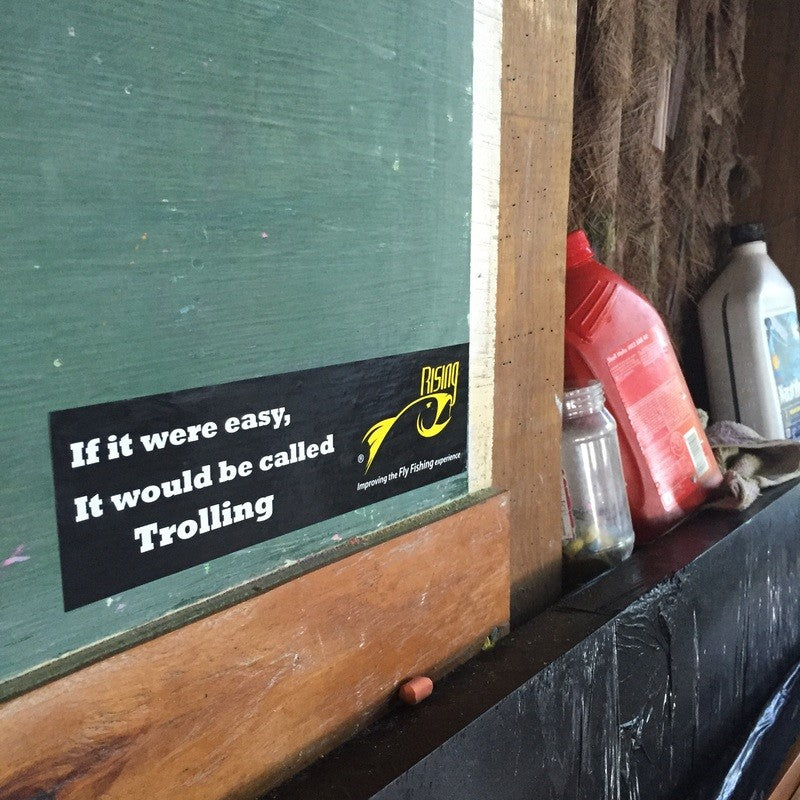 If it were easy,
It would be called
Trolling
RISING
®
Improving the Fly Fishing experience